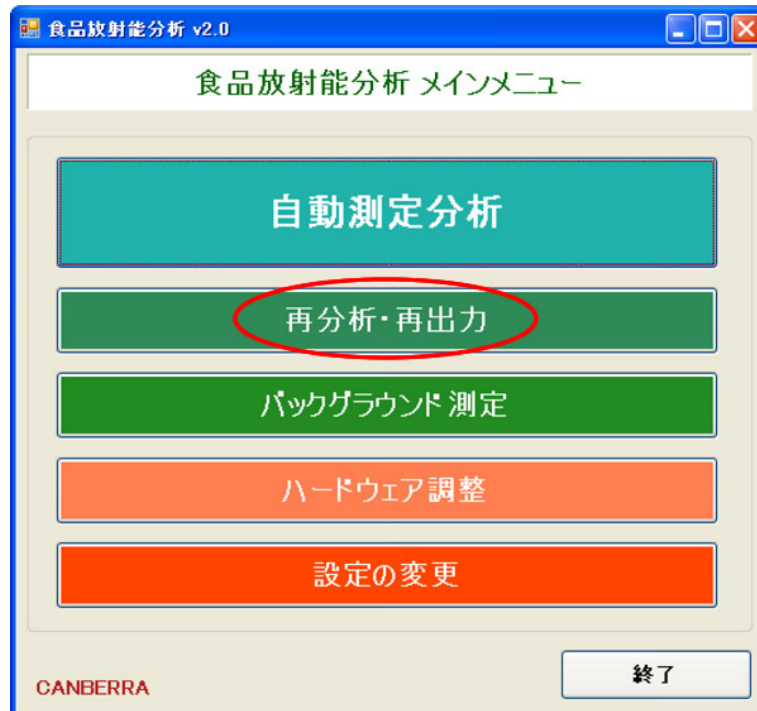 食品放射能分析 v2.0
食品放射能分析 メインメニュー
自動測定分析
再分析・再出力
バックグラウンド測定
ハードウェア調整
設定の変更
終了
CANBERRA